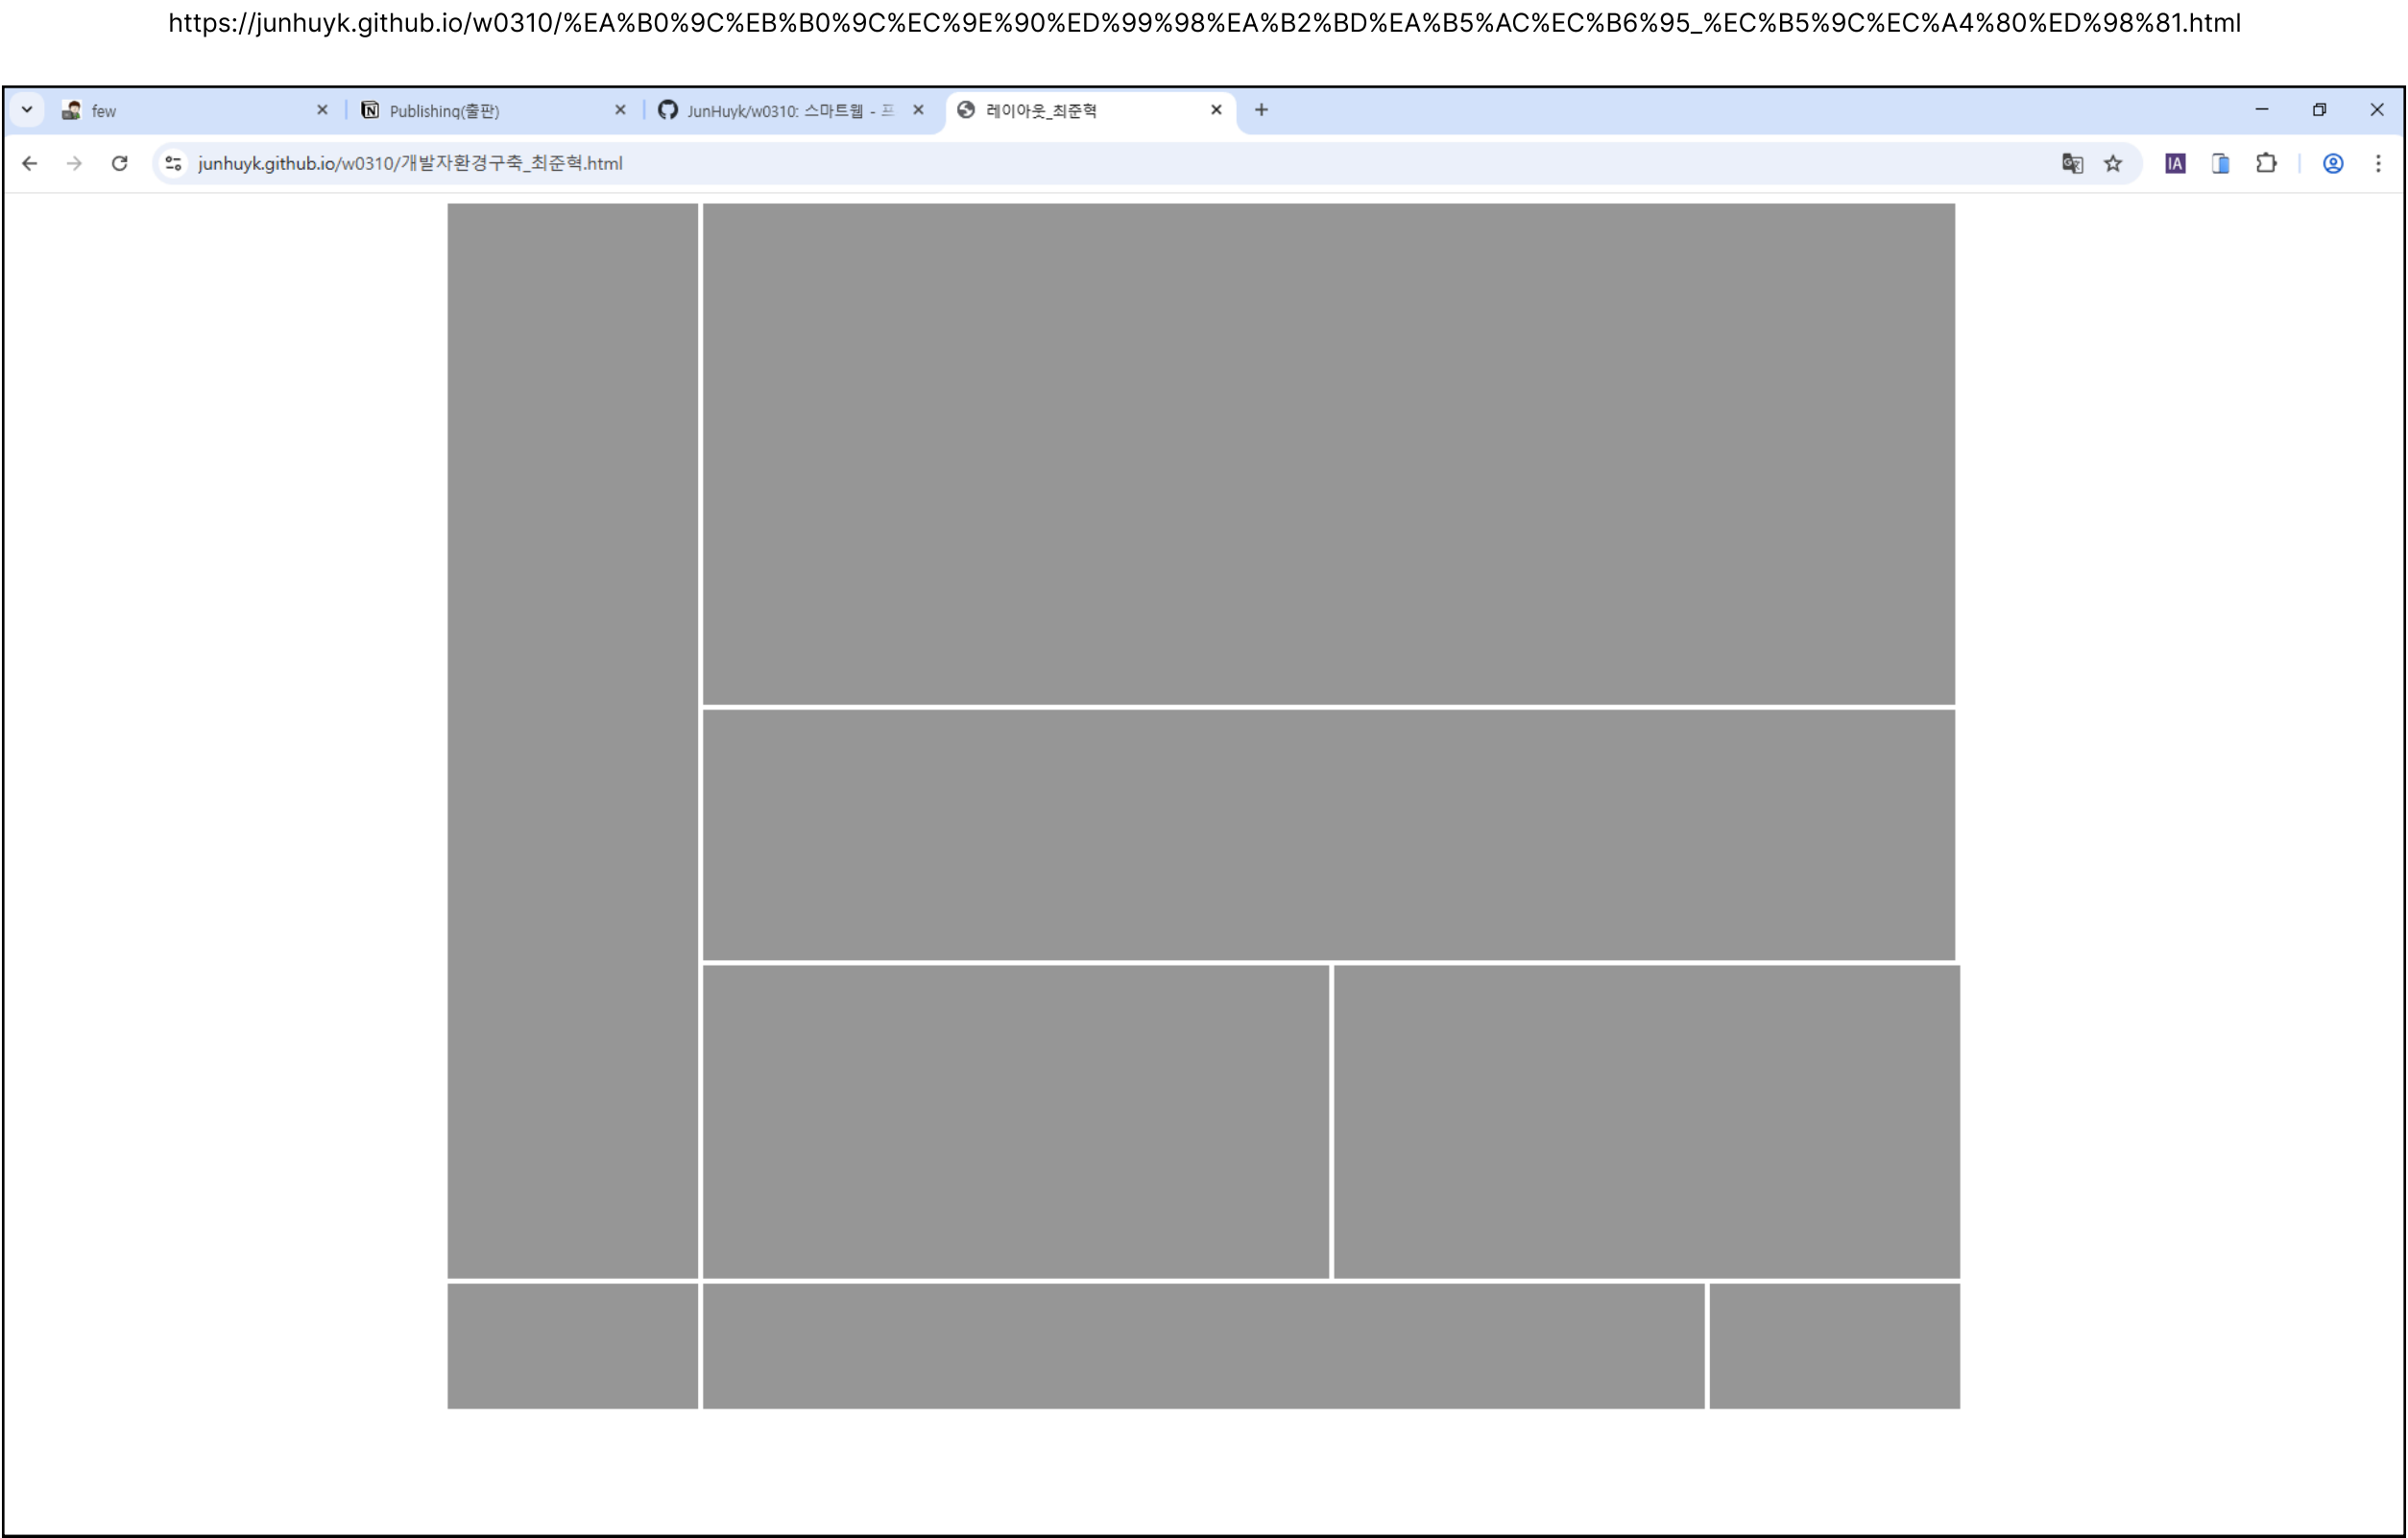 https://junhuyk.github.io/w0310/%EA%B0%9C%EB%B0%9C%EC%9E%90%ED%99%98%EA%B2%BD%EA%B5%AC%EC%B6%95_%EC%B5%9C%EC%A4%80%ED%98%81.html
few
Publishing(출판)
JunHuyk/w0310: 스마트웹 - 프
레이아웃_최준혁
junhuyk.github.io/w0310/개발자환경구축_최준혁.html
IA